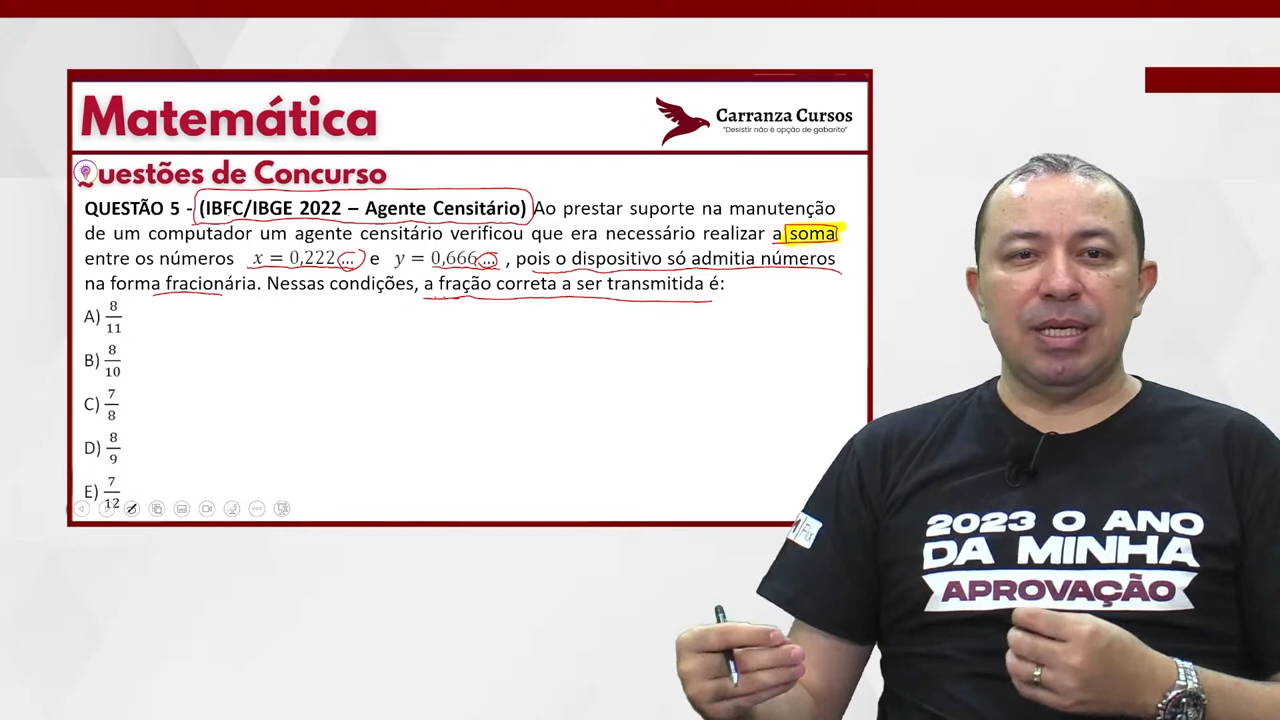 Matemática
Carranza Cursos
"Desistir não é opção de gabarito"
Questões de Concurso
QUESTÃO 5 - (IBFC/IBGE 2022 – Agente Censitário) Ao prestar suporte na manutenção
de um computador um agente censitário verificou que era necessário realizar a soma
entre os números x = 0,222 ... e y = 0,666 ... , pois o dispositivo só admitia números
na forma fracionária. Nessas condições, a fração correta a ser transmitida é:
A) 8/11
B) 8/10
C) 7/8
D) 8/9
E) 7/12
2023 O ANO
DA MINHA
APROVAÇÃO